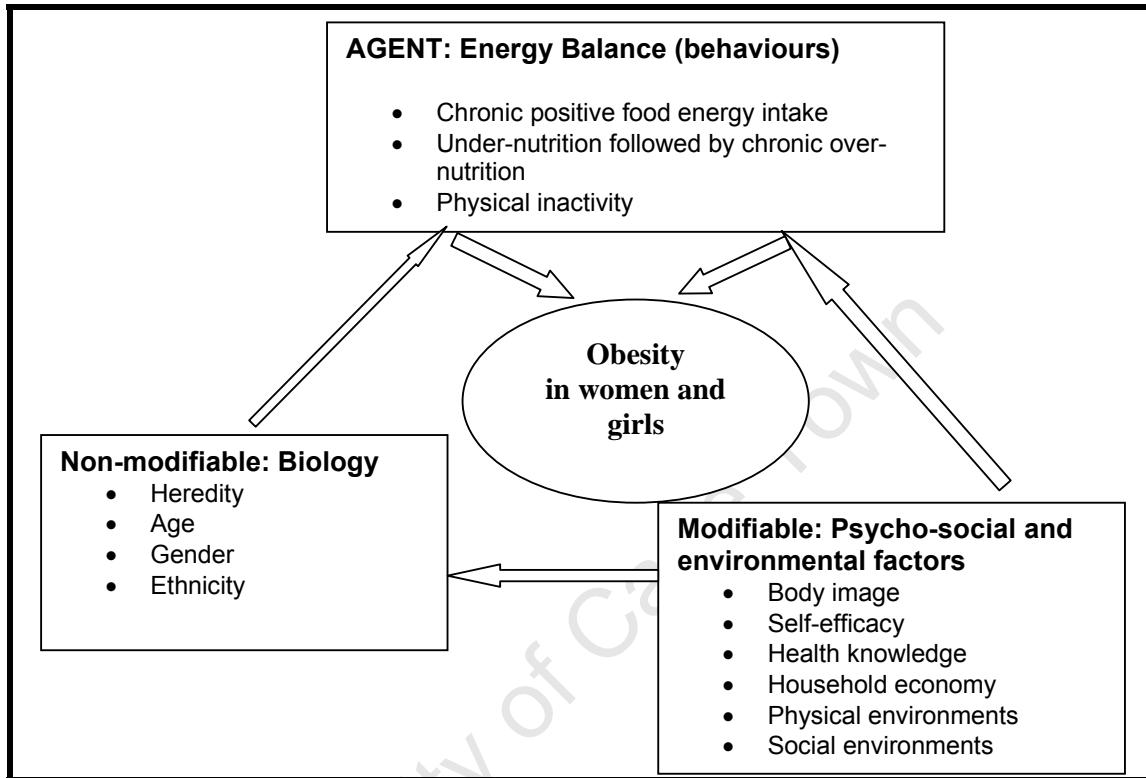 AGENT: Energy Balance (behaviours)
• Chronic positive food energy intake
• Under-nutrition followed by chronic over-
nutrition
• Physical inactivity
Obesity
in women and
girls
Non-modifiable: Biology
• Heredity
• Age
• Gender
• Ethnicity
Modifiable: Psycho-social and
environmental factors
• Body image
• Self-efficacy
• Health knowledge
• Household economy
• Physical environments
• Social environments